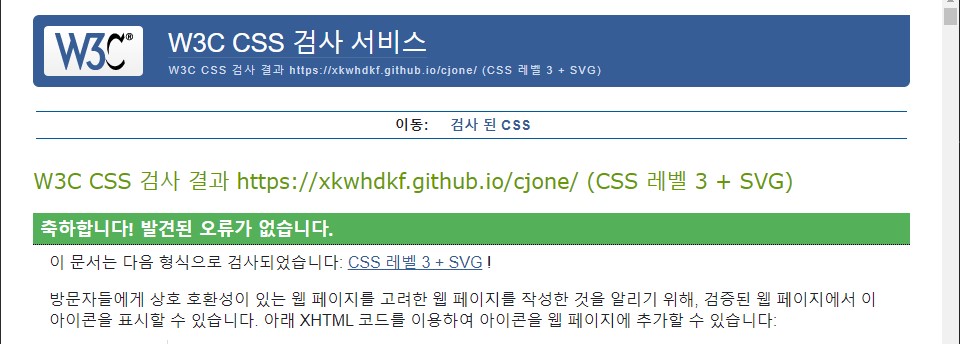 W3C®
W3C CSS 검사 서비스
W3C CSS 검사 결과 https://xkwhdkf.github.io/cjone/ (CSS 레벨 3 + SVG)
이동: 검사 된 CSS
W3C CSS 검사 결과 https://xkwhdkf.github.io/cjone/ (CSS 레벨 3 + SVG)
축하합니다! 발견된 오류가 없습니다.
이 문서는 다음 형식으로 검사되었습니다: CSS 레벨 3 + SVG !
방문자들에게 상호 호환성이 있는 웹 페이지를 고려한 웹 페이지를 작성한 것을 알리기 위해, 검증된 웹 페이지에서 이
아이콘을 표시할 수 있습니다. 아래 XHTML 코드를 이용하여 아이콘을 웹 페이지에 추가할 수 있습니다: